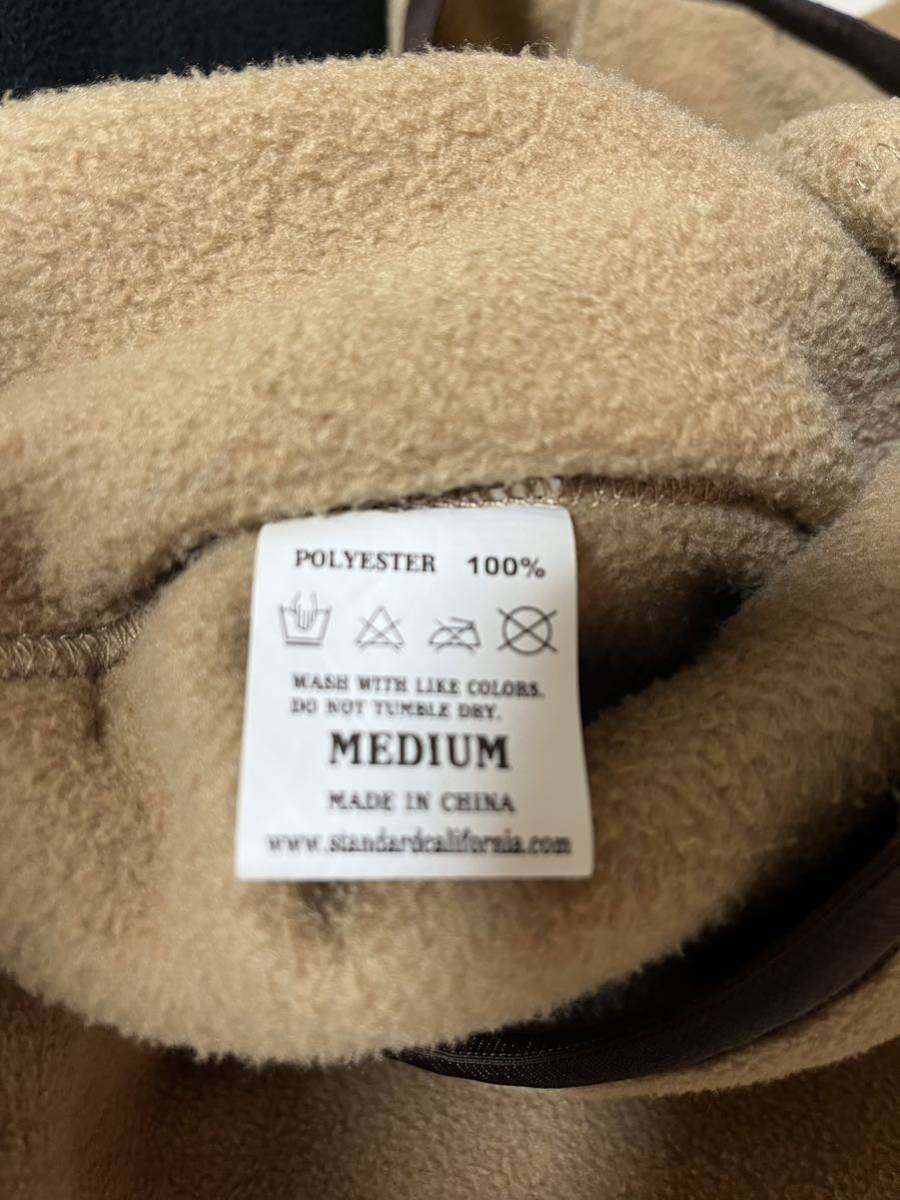 POLYESTER 100%
WASH WITH LIKE COLORS.
DO NOT TUMBLE DRY.
MEDIUM
MADE IN CHINA
www.standardcalifornia.com